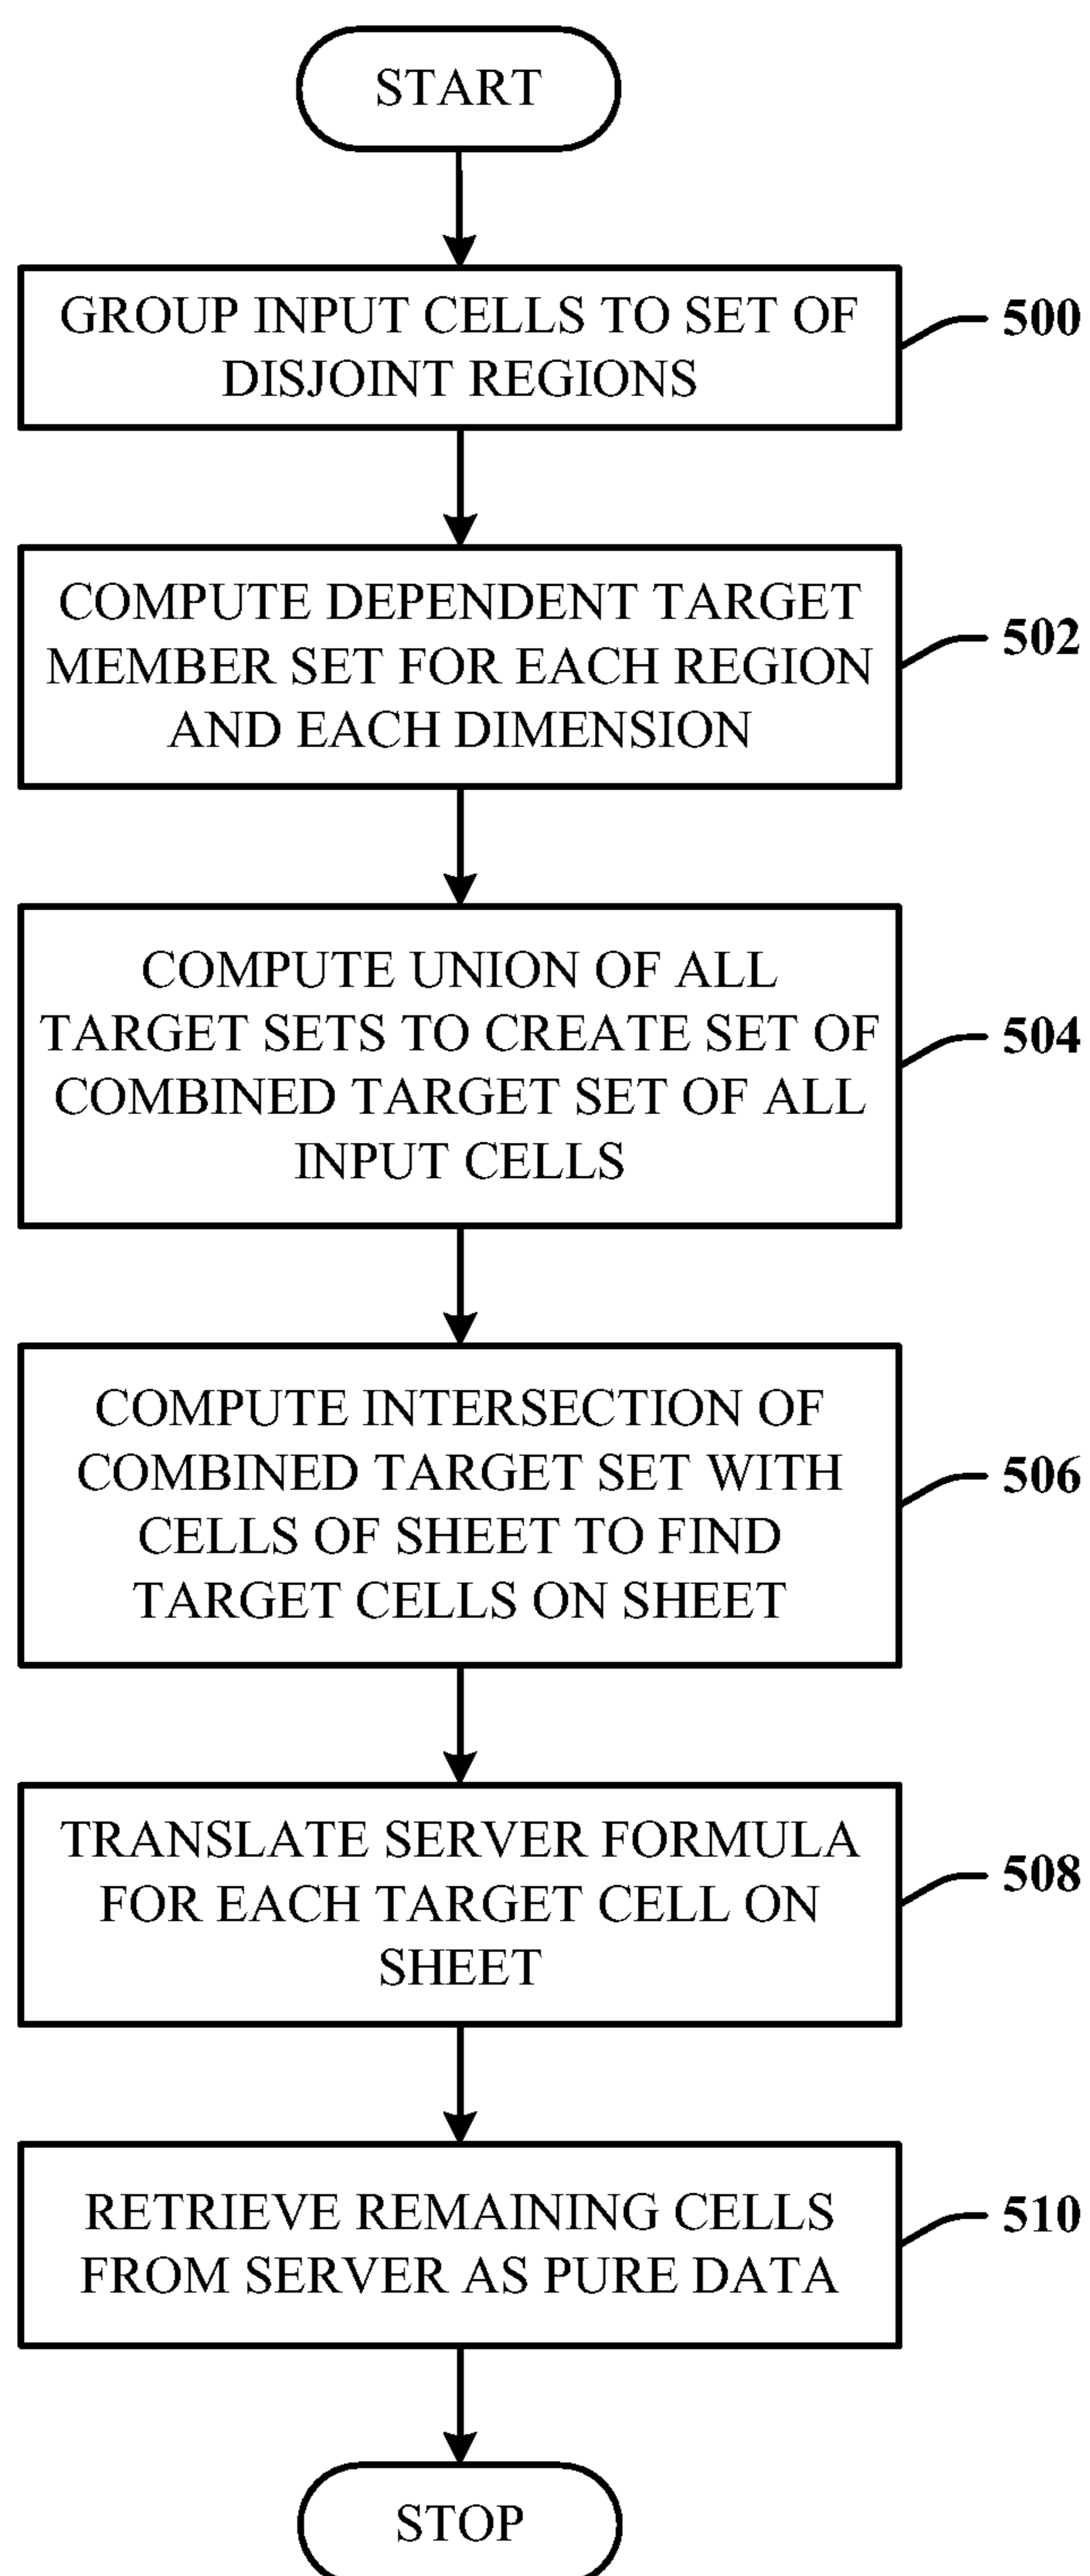 START
GROUP INPUT CELLS TO SET OF
DISJOINT REGIONS
500
COMPUTE DEPENDENT TARGET
MEMBER SET FOR EACH REGION
AND EACH DIMENSION
502
COMPUTE UNION OF ALL
TARGET SETS TO CREATE SET OF
COMBINED TARGET SET OF ALL
INPUT CELLS
504
COMPUTE INTERSECTION OF
COMBINED TARGET SET WITH
CELLS OF SHEET TO FIND
TARGET CELLS ON SHEET
506
TRANSLATE SERVER FORMULA
FOR EACH TARGET CELL ON
SHEET
508
RETRIEVE REMAINING CELLS
FROM SERVER AS PURE DATA
510
STOP